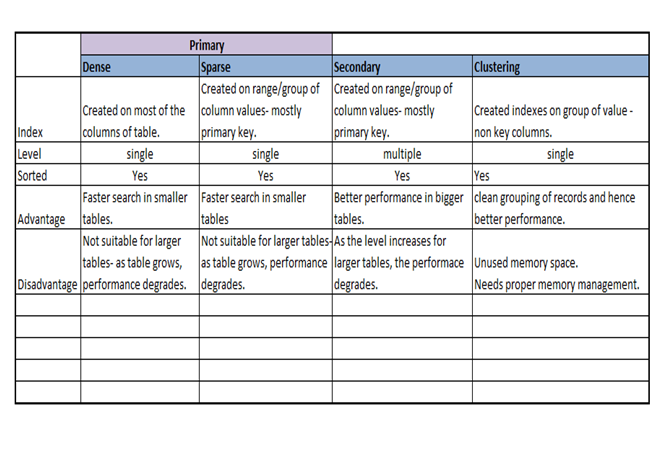 Primary
Dense Sparse Secondary Clustering
Index
Created on most of the
columns of table.
Created on range/group of
column values- mostly
primary key.
Created on range/group of
column values- mostly
primary key.
Created indexes on group of value -
non key columns.
Level single single multiple single
Sorted Yes Yes Yes Yes
Advantage
Faster search in smaller
tables.
Faster search in smaller
tables
Better performance in bigger
tables.
clean grouping of records and hence
better performance.
Disadvantage
Not suitable for larger
tables- as table grows,
performance degrades.
Not suitable for larger tables-
as table grows, performance
degrades.
As the level increases for
larger tables, the performace
degrades.
Unused memory space.
Needs proper memory management.